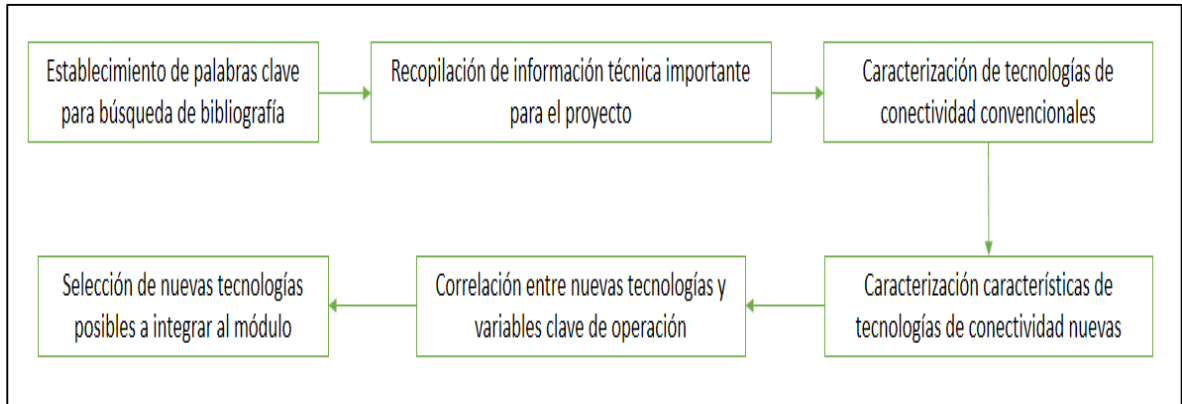 Establecimiento de palabras clave
para búsqueda de bibliografía
Recopilación de información técnica importante
para el proyecto
Caracterización de tecnologías de
conectividad convencionales
Caracterización características de
tecnologías de conectividad nuevas
Correlación entre nuevas tecnologías y
variables clave de operación
Selección de nuevas tecnologías
posibles a integrar al módulo